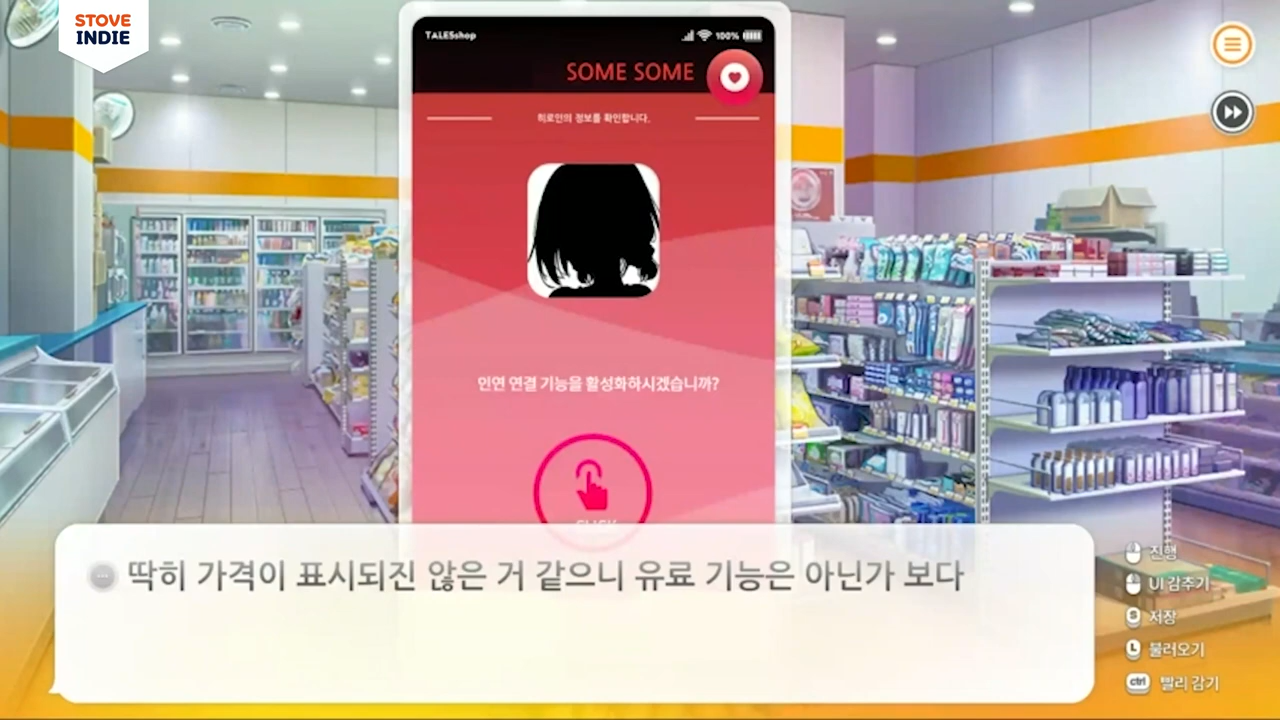 STOVE
INDIE
TALESshop
100%
SOME SOME
히로인의 정보를 확인합니다.
인연 연결 기능을 활성화하시겠습니까?
CLICK
딱히 가격이 표시되진 않은 거 같으니 유료 기능은 아닌가 보다
진행
UI 감추기
S 저장
L 불러오기
ctrl 빨리 감기